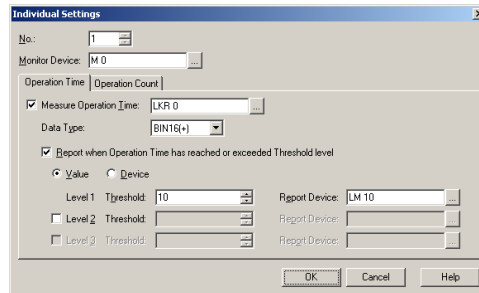 Individual Settings
No.: 1
Monitor Device: M 0 ...
Operation Time Operation Count
Measure Operation Time: LKR 0 ...
Data Type: BIN16(+)
Report when Operation Time has reached or exceeded Threshold level
Value Device
Level 1 Threshold: 10 Report Device: LM 10 ...
Level 2 Threshold: Report Device: ...
Level 3 Threshold: Report Device: ...
OK Cancel Help